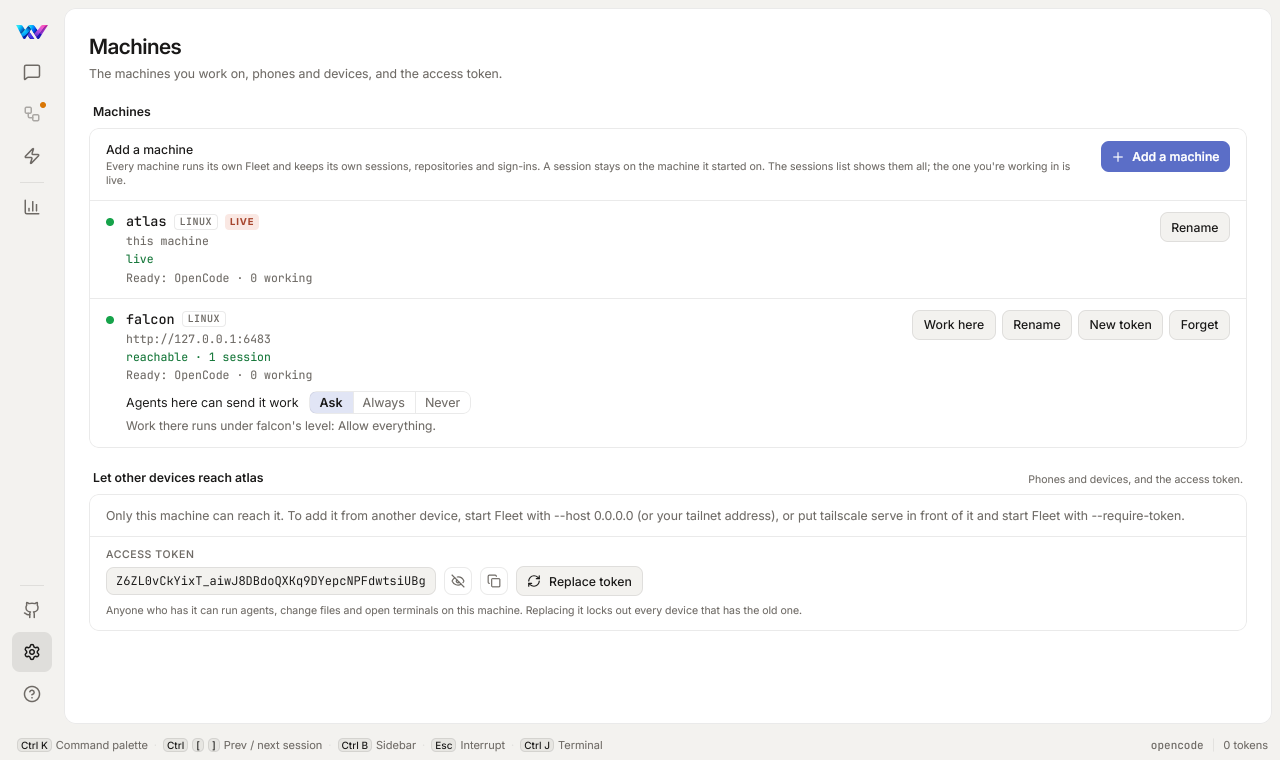 Machines
The machines you work on, phones and devices, and the access token.
Machines
Add a machine
Every machine runs its own Fleet and keeps its own sessions, repositories and sign-ins. A session stays on the machine it started on. The sessions list shows them all; the one you're working in is
live.
Add a machine
atlas LINUX LIVE
this machine
live
Ready: OpenCode · 0 working
Rename
falcon LINUX
http://127.0.0.1:6483
reachable · 1 session
Ready: OpenCode · 0 working
Work here Rename New token Forget
Agents here can send it work Ask Always Never
Work there runs under falcon's level: Allow everything.
Let other devices reach atlas
Phones and devices, and the access token.
Only this machine can reach it. To add it from another device, start Fleet with --host 0.0.0.0 (or your tailnet address), or put tailscale serve in front of it and start Fleet with --require-token.
ACCESS TOKEN
Z6ZL0vCkYixT_aiwJ8DBdoQXKq9DYepcNPFdwtsiUBg Replace token
Anyone who has it can run agents, change files and open terminals on this machine. Replacing it locks out every device that has the old one.
Ctrl K Command palette Ctrl [ ] Prev / next session Ctrl B Sidebar Esc Interrupt Ctrl J Terminal
opencode 0 tokens